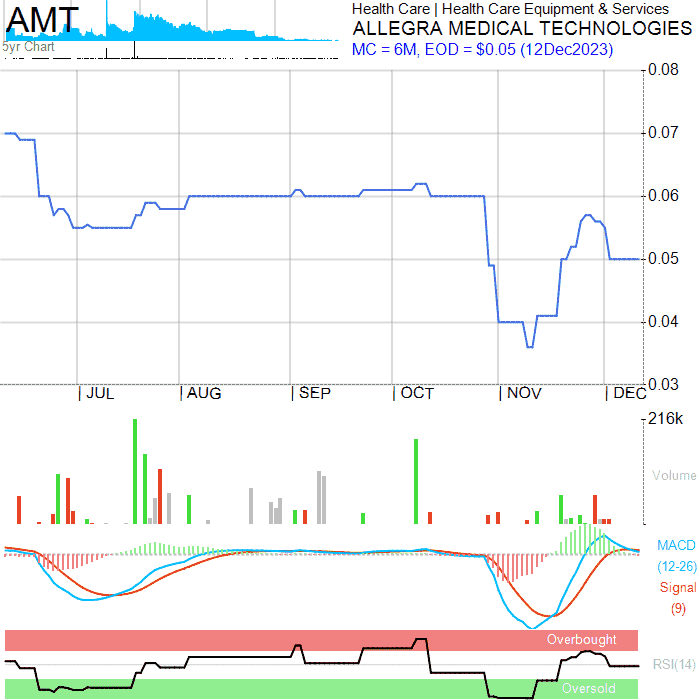 AMT
Health Care | Health Care Equipment & Services
ALLEGRA MEDICAL TECHNOLOGIES
5yr Chart
MC = 6M, EOD = $0.05 (12Dec2023)
0.08
0.07
0.06
0.05
0.04
0.03
| JUL | AUG | SEP | OCT | NOV | DEC
216k
Volume
MACD
(12-26)
Signal
(9)
Overbought
RSI(14)
Oversold